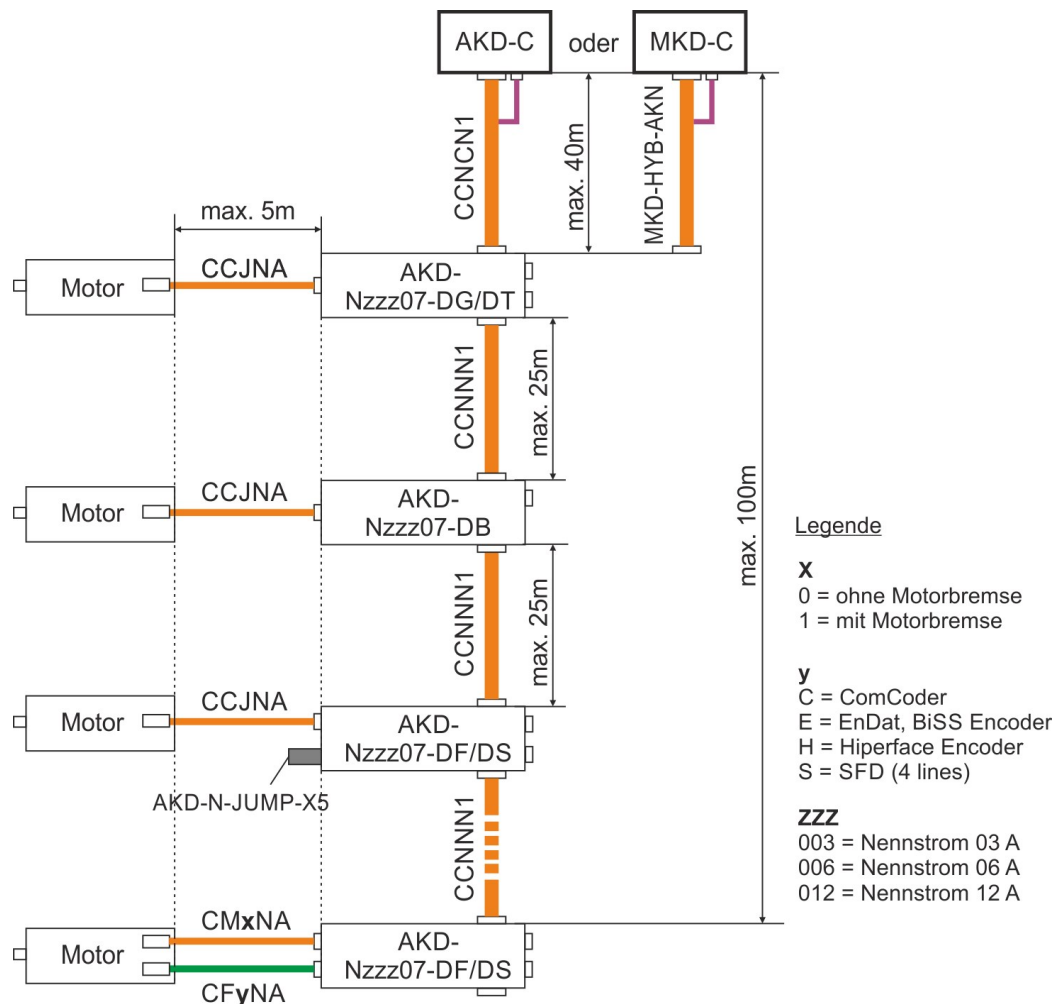 AKD-C
oder
MKD-C
CCNCN1
max. 40m
MKD-HYB-AKN
max. 5m
Motor
CCJNA
AKD-
Nzzz07-DG/DT
CCNNN1
max. 25m
max. 100m
Motor
CCJNA
AKD-
Nzzz07-DB
CCNNN1
max. 25m
Motor
CCJNA
AKD-
Nzzz07-DF/DS
AKD-N-JUMP-X5
CCNNN1
Motor
CMxNA
CFyNA
AKD-
Nzzz07-DF/DS
Legende
X
0 = ohne Motorbremse
1 = mit Motorbremse
y
C = ComCoder
E = EnDat, BiSS Encoder
H = Hiperface Encoder
S = SFD (4 lines)
zzz
003 = Nennstrom 03 A
006 = Nennstrom 06 A
012 = Nennstrom 12 A